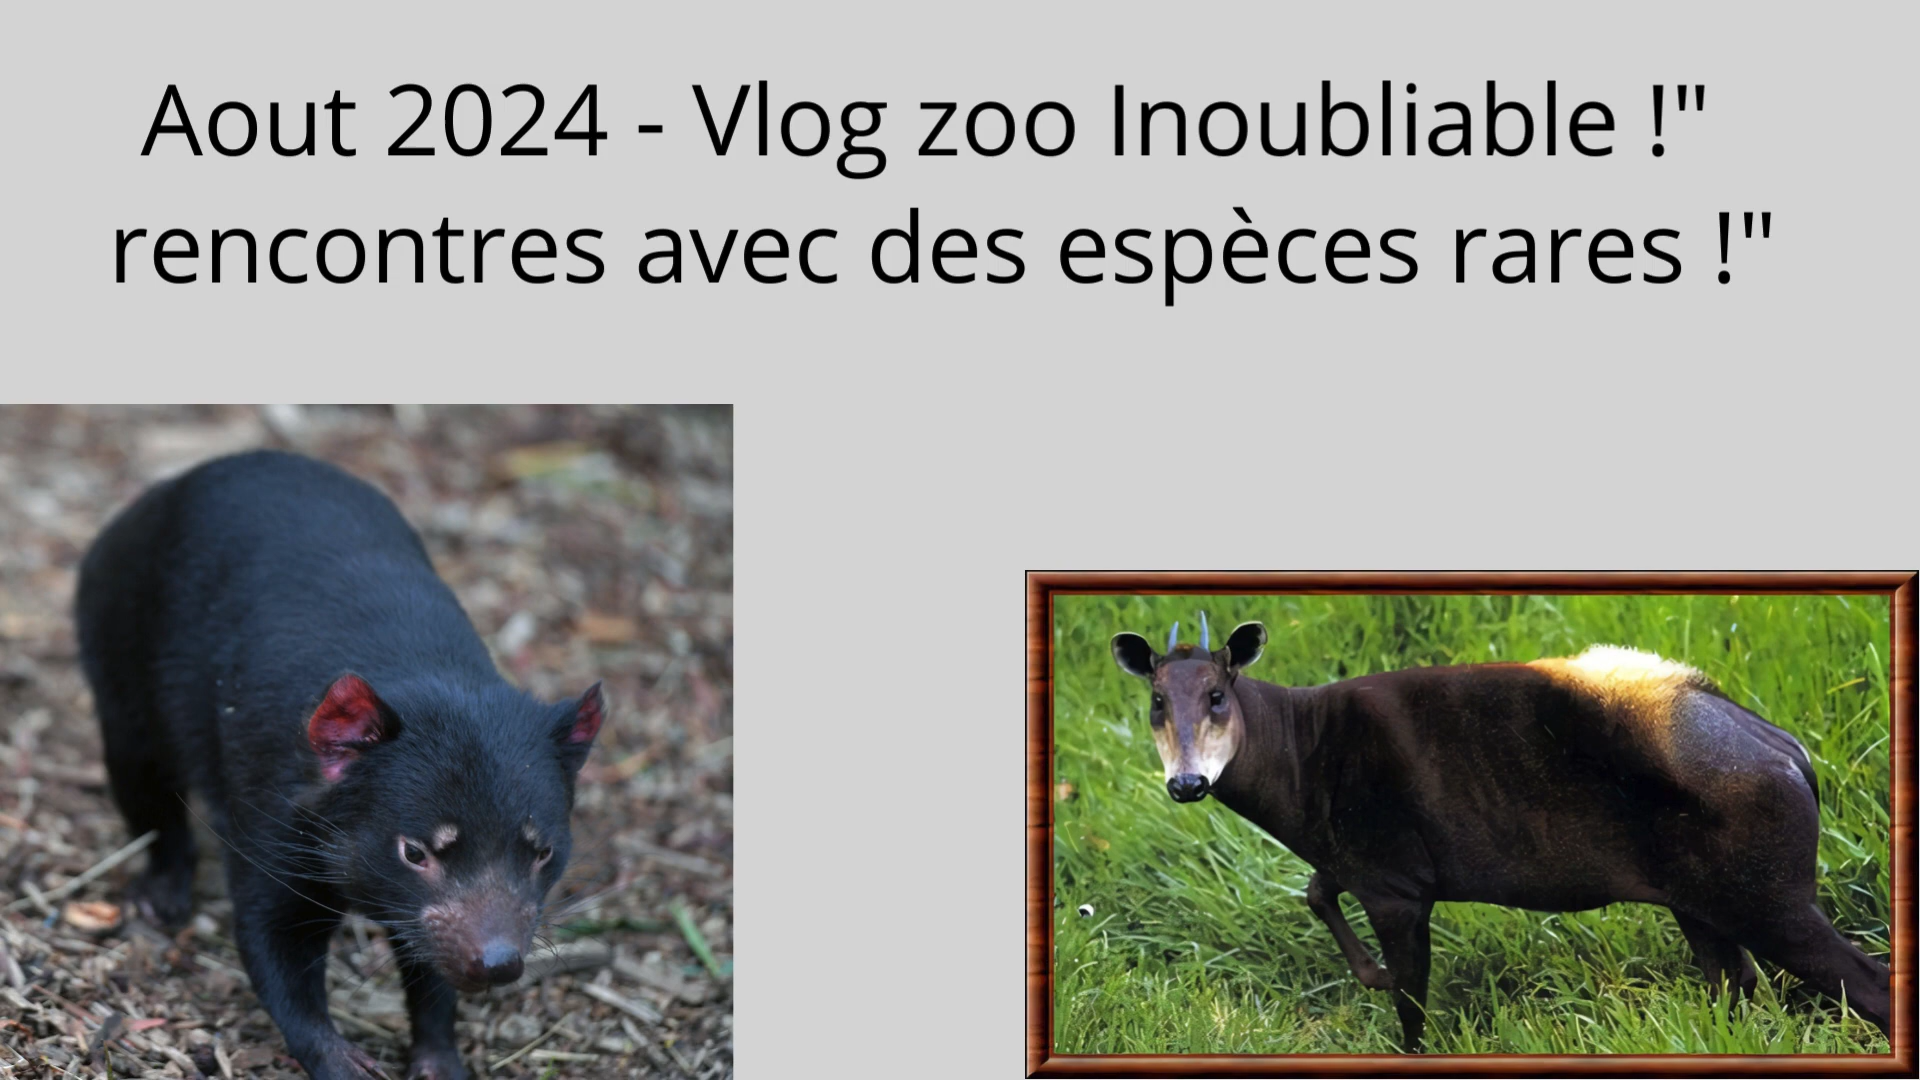 Aout 2024 - Vlog zoo Inoubliable !"
rencontres avec des espèces rares !"